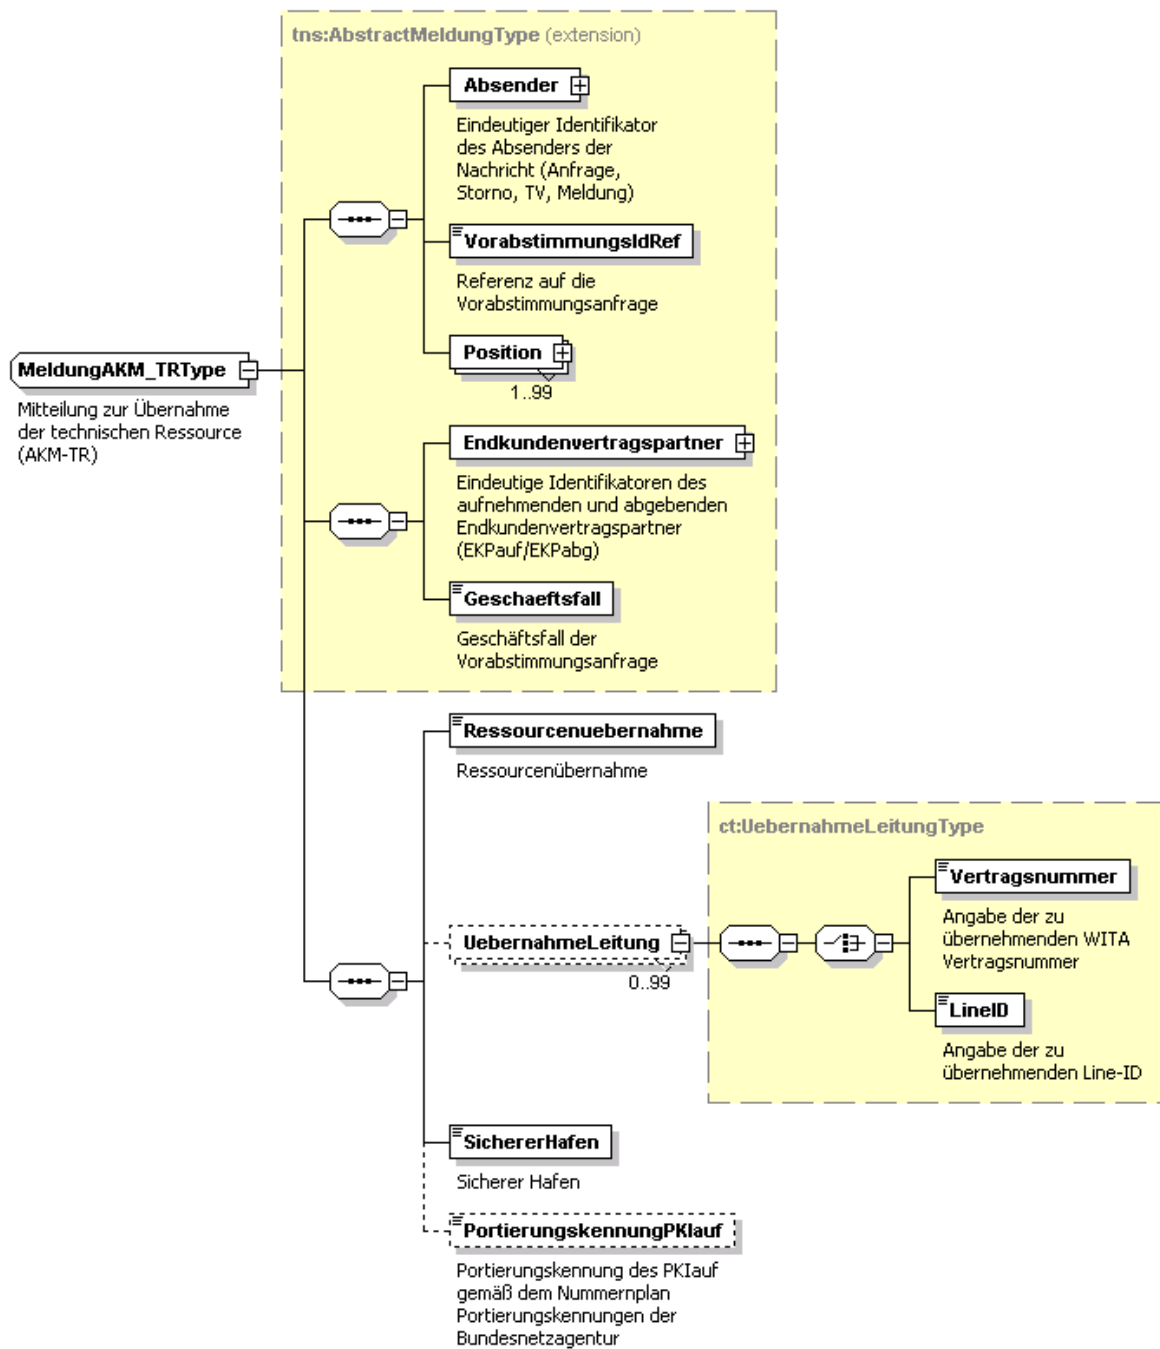 tns:AbstractMeldungType (extension)
Absender
Eindeutiger Identifikator
des Absenders der
Nachricht (Anfrage,
Storno, TV, Meldung)
VorabstimmungsIdRef
Referenz auf die
Vorabstimmungsanfrage
Position
1..99
MeldungAKM_TRType
Mitteilung zur Übernahme
der technischen Ressource
(AKM-TR)
Endkundenvertragspartner
Eindeutige Identifikatoren des
aufnehmenden und abgebenden
Endkundenvertragspartner
(EKPauf/EKPabg)
Geschaeftsfall
Geschäftsfall der
Vorabstimmungsanfrage
Ressourcenuebernahme
Ressourcenübernahme
ct:UebernahmeLeitungType
UebernahmeLeitung
0..99
Vertragsnummer
Angabe der zu
übernehmenden WITA
Vertragsnummer
LineID
Angabe der zu
übernehmenden Line-ID
SichererHafen
Sicherer Hafen
PortierungskennungPKIauf
Portierungskennung des PKIauf
gemäß dem Nummernplan
Portierungskennungen der
Bundesnetzagentur